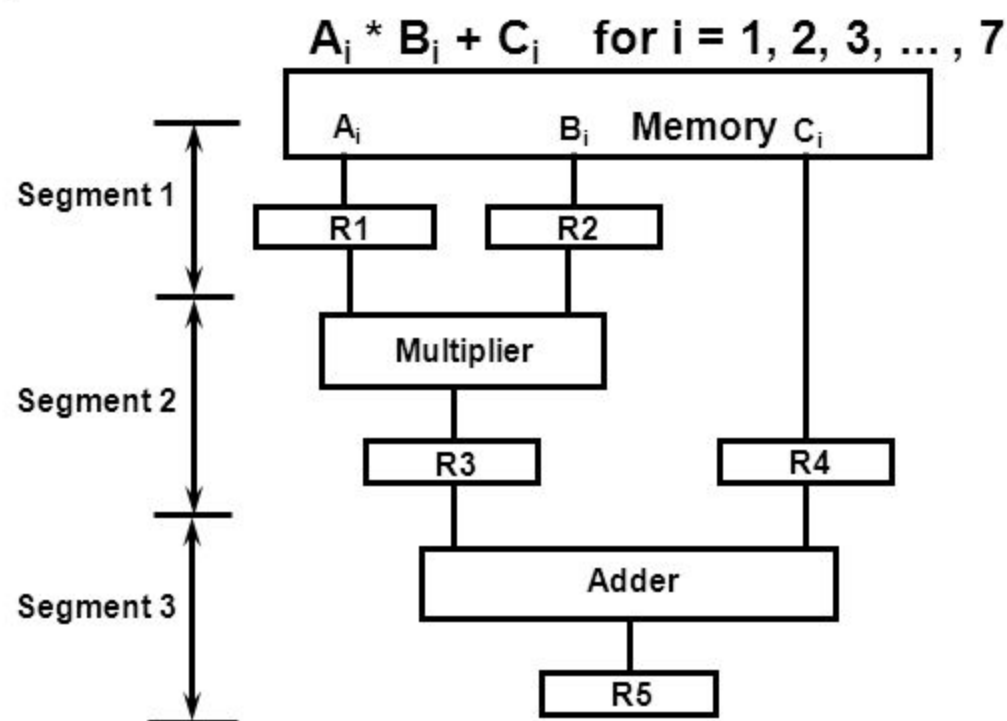 Aᵢ * Bᵢ + Cᵢ for i = 1, 2, 3, ... , 7
Aᵢ Bᵢ Memory Cᵢ
Segment 1
R1 R2
Multiplier
Segment 2
R3 R4
Adder
Segment 3
R5